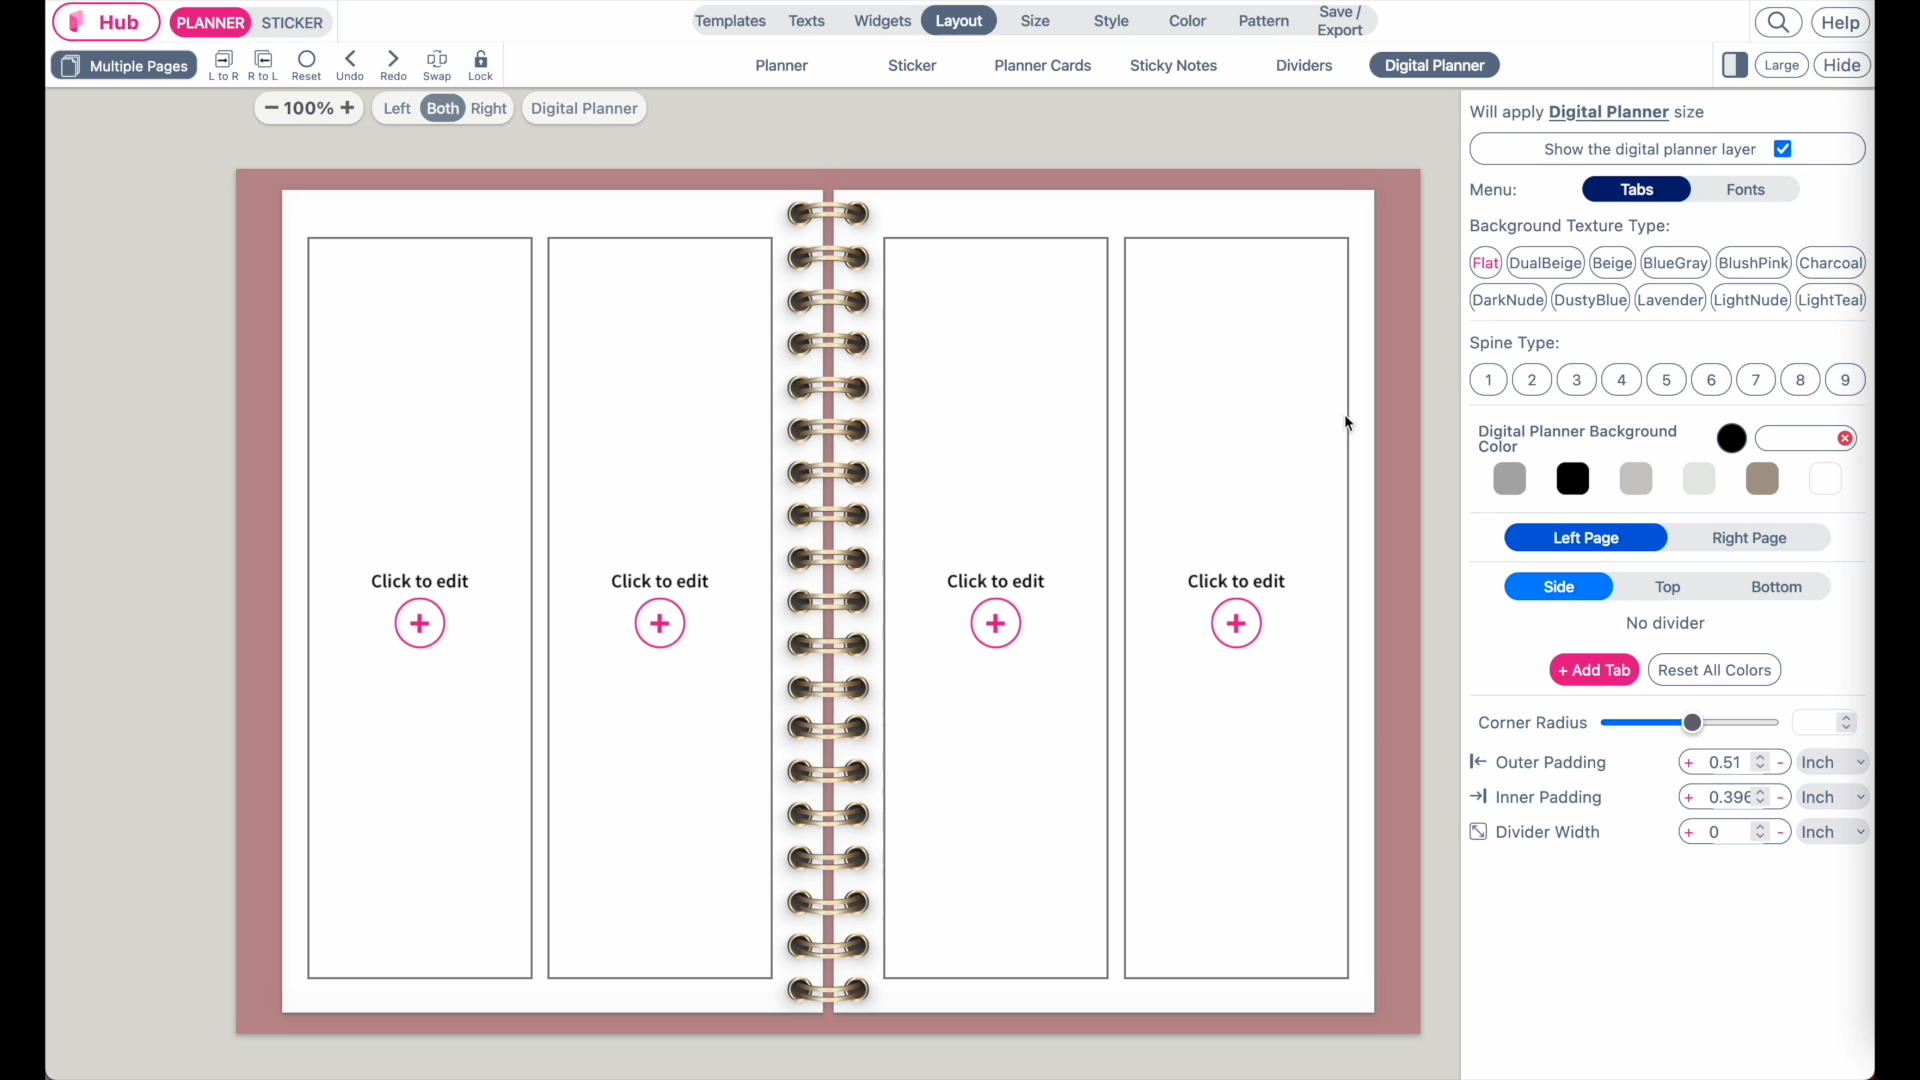 Hub
PLANNER
STICKER
Templates
Texts
Widgets
Layout
Size
Style
Color
Pattern
Save /
Export
Help
Multiple Pages
L to R
R to L
Reset
Undo
Redo
Swap
Lock
Planner
Sticker
Planner Cards
Sticky Notes
Dividers
Digital Planner
Large
Hide
100%
Left
Both
Right
Digital Planner
Click to edit
Click to edit
Click to edit
Click to edit
Will apply Digital Planner size
Show the digital planner layer
Menu:
Tabs
Fonts
Background Texture Type:
Flat
DualBeige
Beige
BlueGray
BlushPink
Charcoal
DarkNude
DustyBlue
Lavender
LightNude
LightTeal
Spine Type:
1
2
3
4
5
6
7
8
9
Digital Planner Background
Color
Left Page
Right Page
Side
Top
Bottom
No divider
+ Add Tab
Reset All Colors
Corner Radius
Outer Padding
+ 0.51 -
Inch
Inner Padding
+ 0.396 -
Inch
Divider Width
+ 0 -
Inch